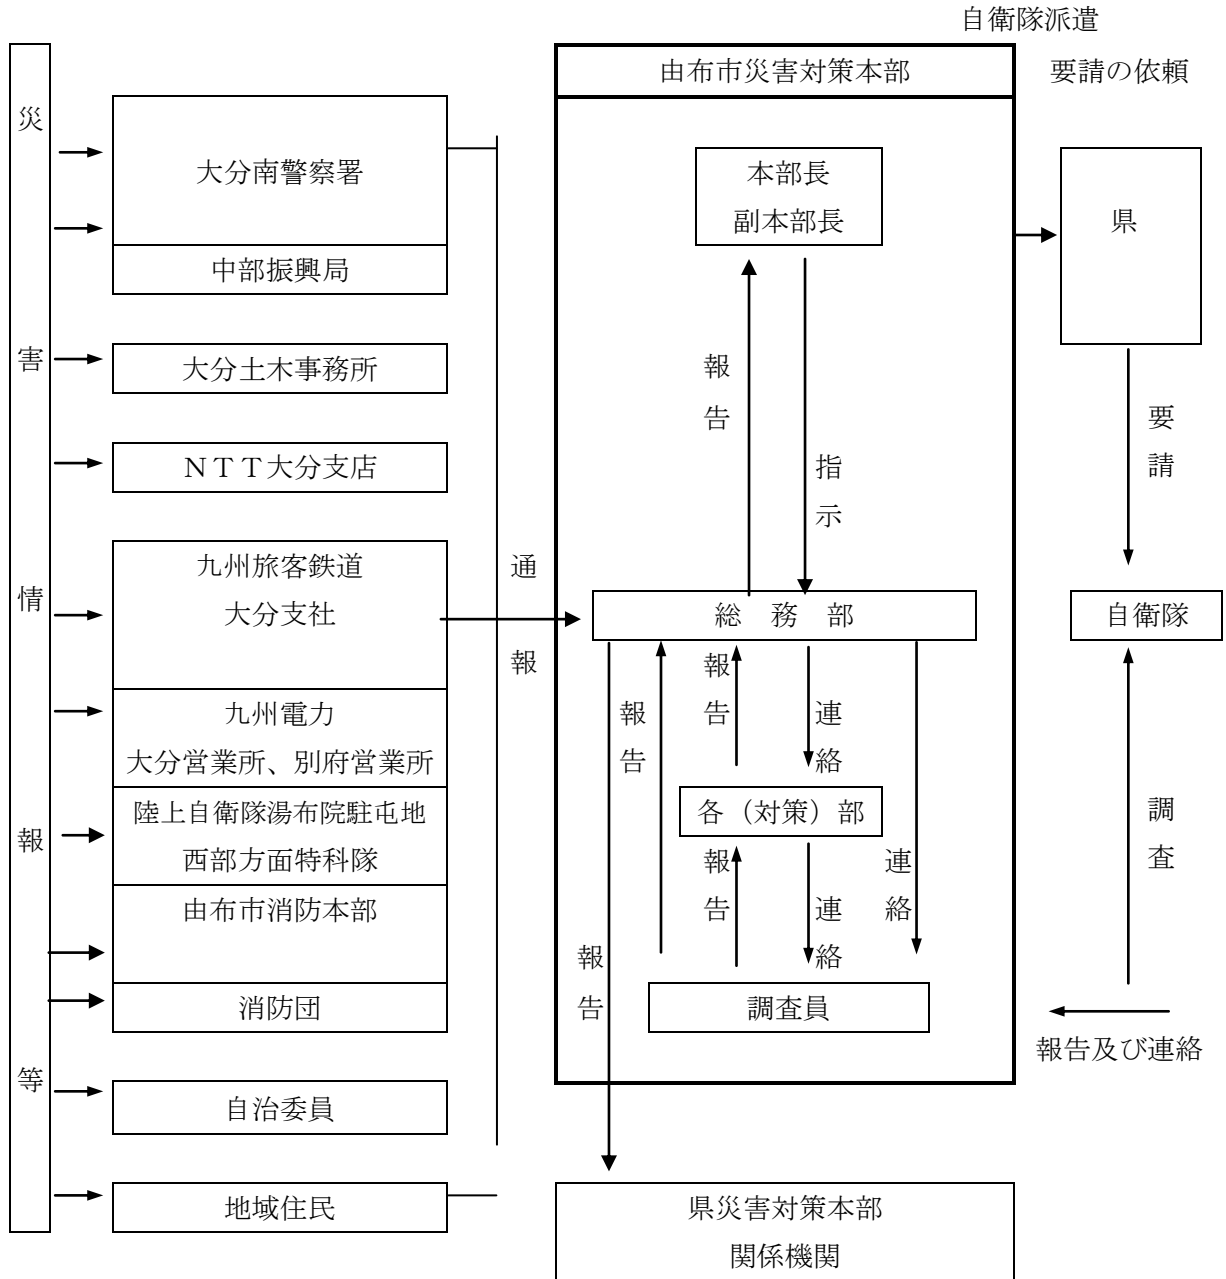 自衛隊派遣
要請の依頼
災害情報等
大分南警察署
中部振興局
大分土木事務所
NTT大分支店
九州旅客鉄道
大分支社
九州電力
大分営業所、別府営業所
陸上自衛隊湯布院駐屯地
西部方面特科隊
由布市消防本部
消防団
自治委員
地域住民
通報
由布市災害対策本部
本部長
副本部長
報告
指示
総 務 部
報告
報告
連絡
各（対策）部
報告
連絡
連絡
調査員
報告
県災害対策本部
関係機関
県
要請
自衛隊
調査
報告及び連絡